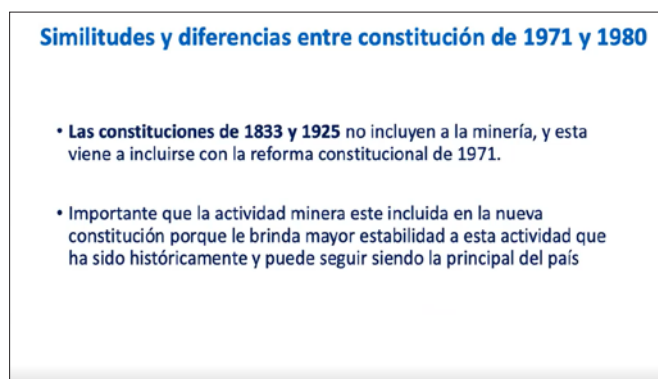 Similitudes y diferencias entre constitución de 1971 y 1980
• Las constituciones de 1833 y 1925 no incluyen a la minería, y esta
viene a incluirse con la reforma constitucional de 1971.
• Importante que la actividad minera este incluida en la nueva
constitución porque le brinda mayor estabilidad a esta actividad que
ha sido históricamente y puede seguir siendo la principal del país